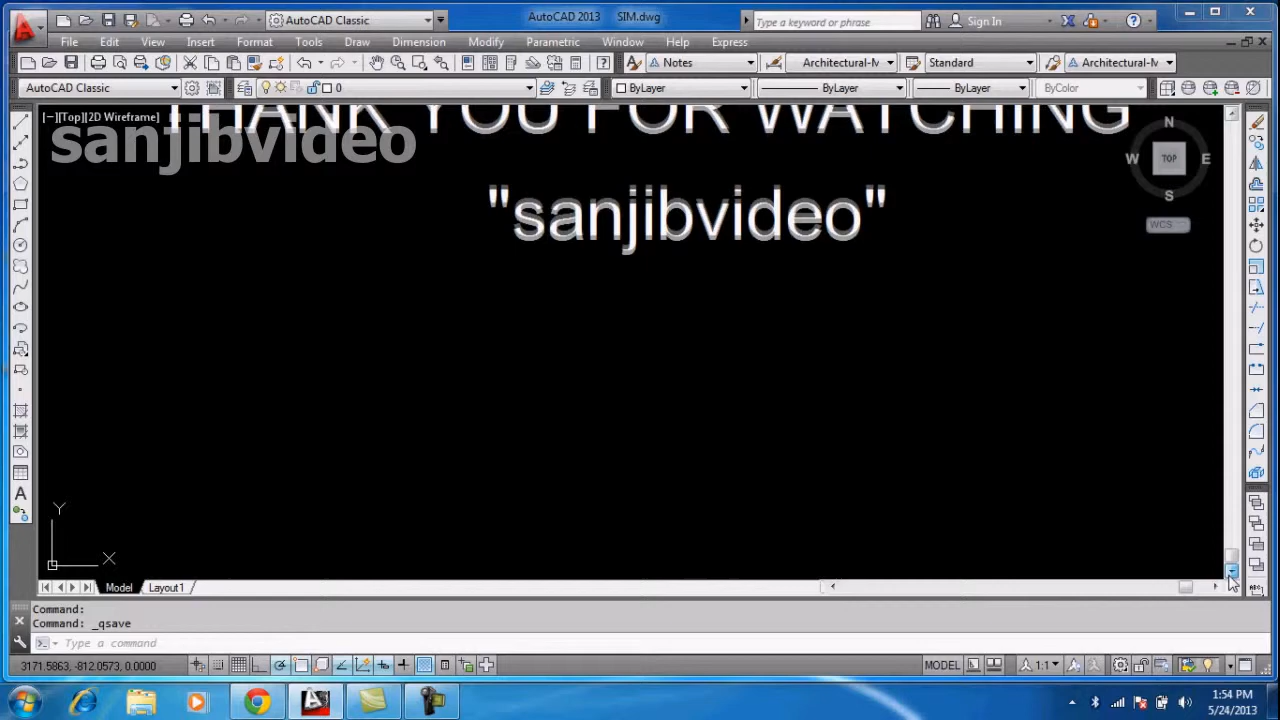 AutoCAD Classic
AutoCAD 2013 SIM.dwg
Type a keyword or phrase
Sign In
File Edit View Insert Format Tools Draw Dimension Modify Parametric Window Help Express
Notes Architectural-M Standard Architectural-M
AutoCAD Classic 0 ByLayer ByLayer ByLayer ByColor
[−][Top][2D Wireframe]
THANK YOU FOR WATCHING
sanjibvideo
"sanjibvideo"
N
W TOP E
S
WCS
Y
X
A
Model Layout1
Command:
Command: _qsave
Type a command
3171.5863, -812.0573, 0.0000 MODEL 1:1
1:54 PM
5/24/2013